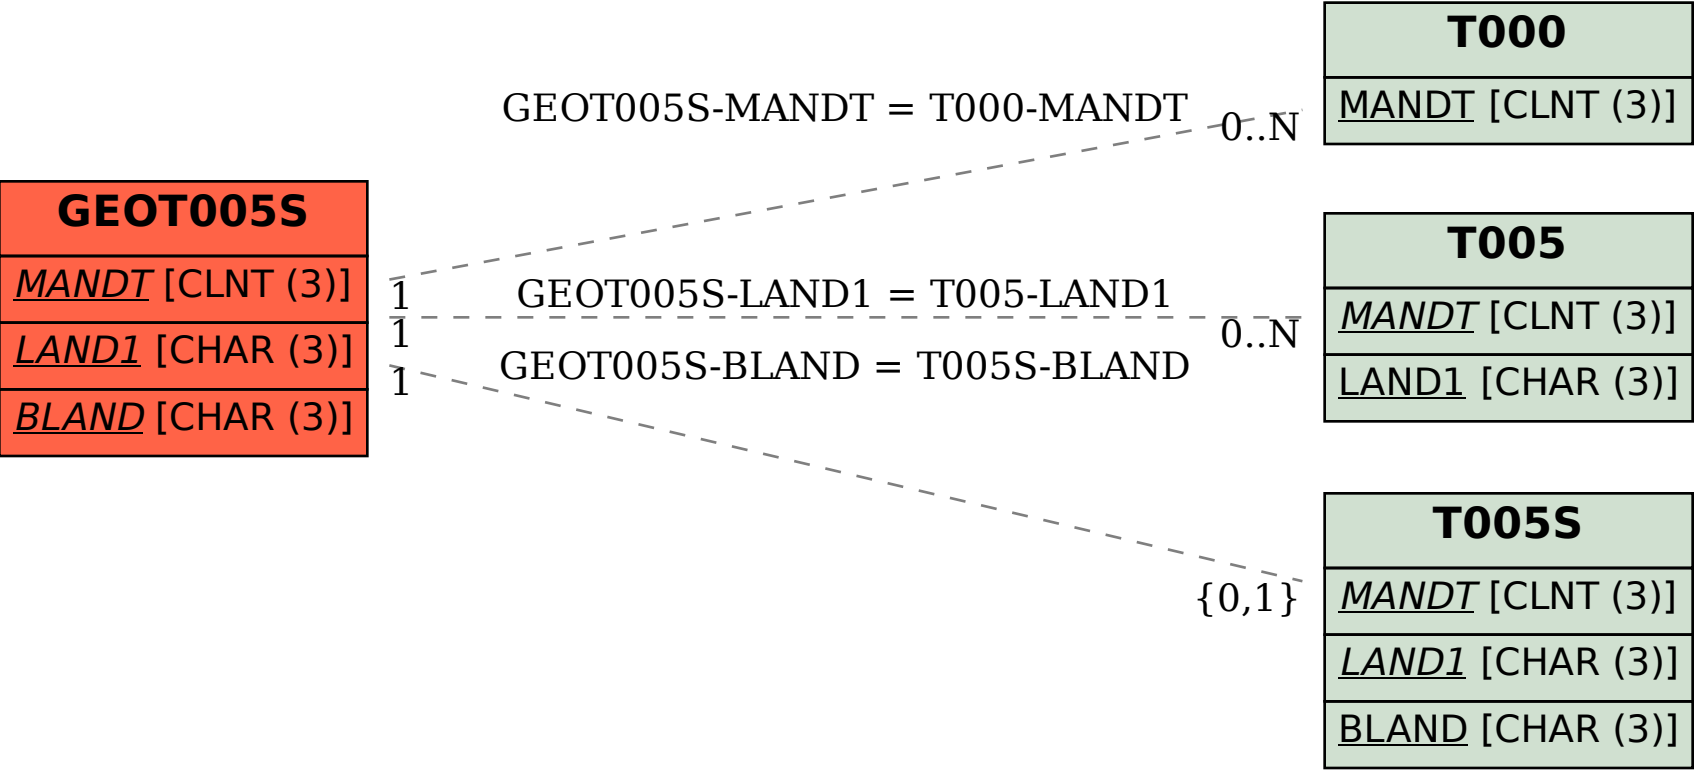 T000
MANDT [CLNT (3)]
GEOT005S-MANDT = T000-MANDT
0..N
GEOT005S
MANDT [CLNT (3)]
LAND1 [CHAR (3)]
BLAND [CHAR (3)]
1
GEOT005S-LAND1 = T005-LAND1
1
0..N
GEOT005S-BLAND = T005S-BLAND
1
{0,1}
T005
MANDT [CLNT (3)]
LAND1 [CHAR (3)]
T005S
MANDT [CLNT (3)]
LAND1 [CHAR (3)]
BLAND [CHAR (3)]